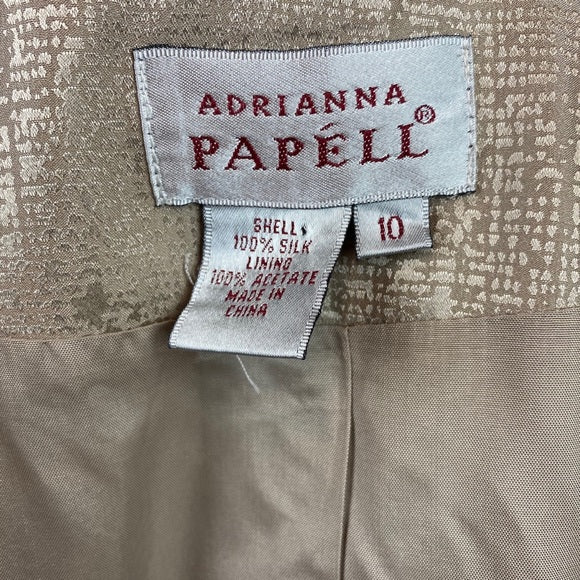 ADRIANNA
PAPÉLL®
SHELL
100% SILK
LINING
100% ACETATE
MADE IN
CHINA
10